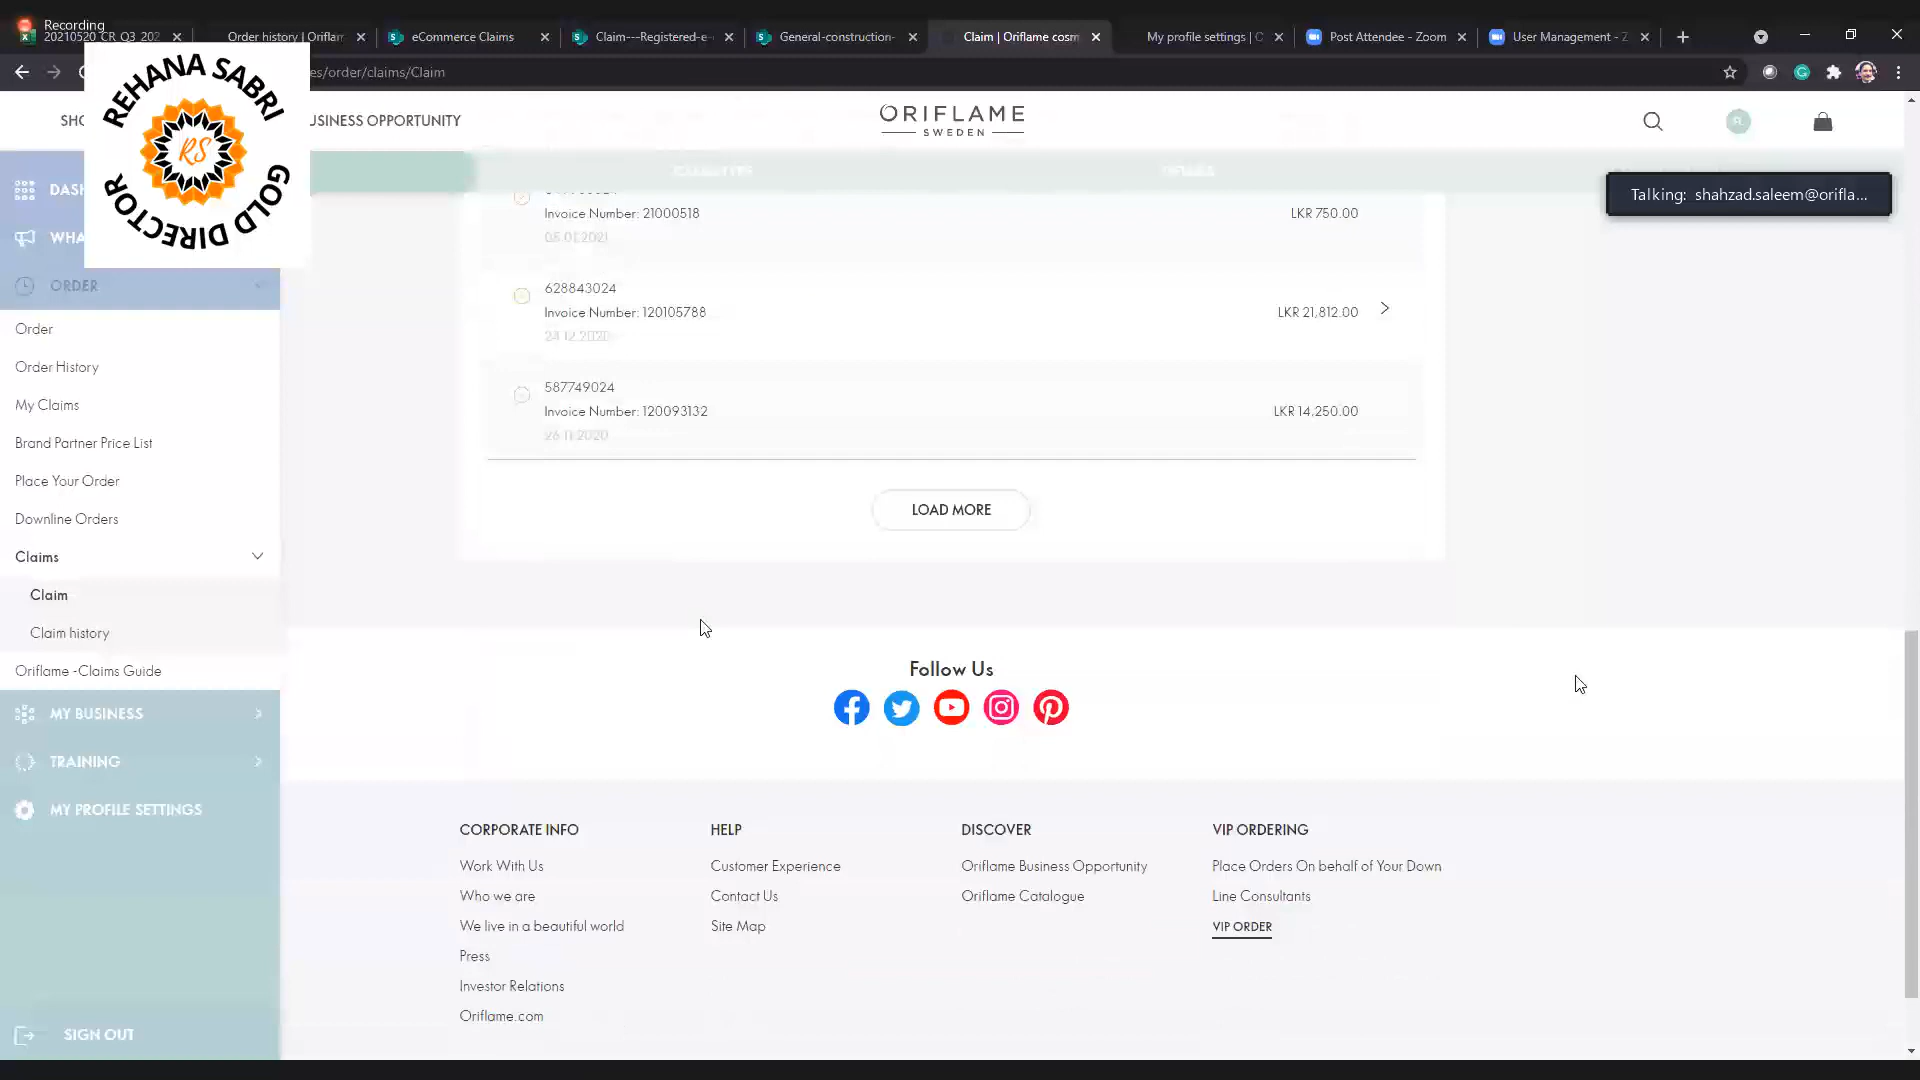 Recording
20210520_CR_Q3_202
Order history | Oriflar
eCommerce Claims
Claim---Registered-e-
General-construction-
Claim | Oriflame cosm
My profile settings | O
Post Attendee - Zoom
User Management - Z
es/order/claims/Claim
REHANA SABRI
RS
GOLD DIRECTOR
SHO
USINESS OPPORTUNITY
ORIFLAME
SWEDEN
Talking: shahzad.saleem@orifla...
DASH
WHA
ORDER
Order
Order History
My Claims
Brand Partner Price List
Place Your Order
Downline Orders
Claims
Claim
Claim history
Oriflame -Claims Guide
MY BUSINESS
TRAINING
MY PROFILE SETTINGS
SIGN OUT
Invoice Number: 21000518
LKR 750.00
05.01.2021
628843024
Invoice Number: 120105788
LKR 21,812.00
24.12.2020
587749024
Invoice Number: 120093132
LKR 14,250.00
26.11.2020
LOAD MORE
Follow Us
CORPORATE INFO
Work With Us
Who we are
We live in a beautiful world
Press
Investor Relations
Oriflame.com
HELP
Customer Experience
Contact Us
Site Map
DISCOVER
Oriflame Business Opportunity
Oriflame Catalogue
VIP ORDERING
Place Orders On behalf of Your Down
Line Consultants
VIP ORDER